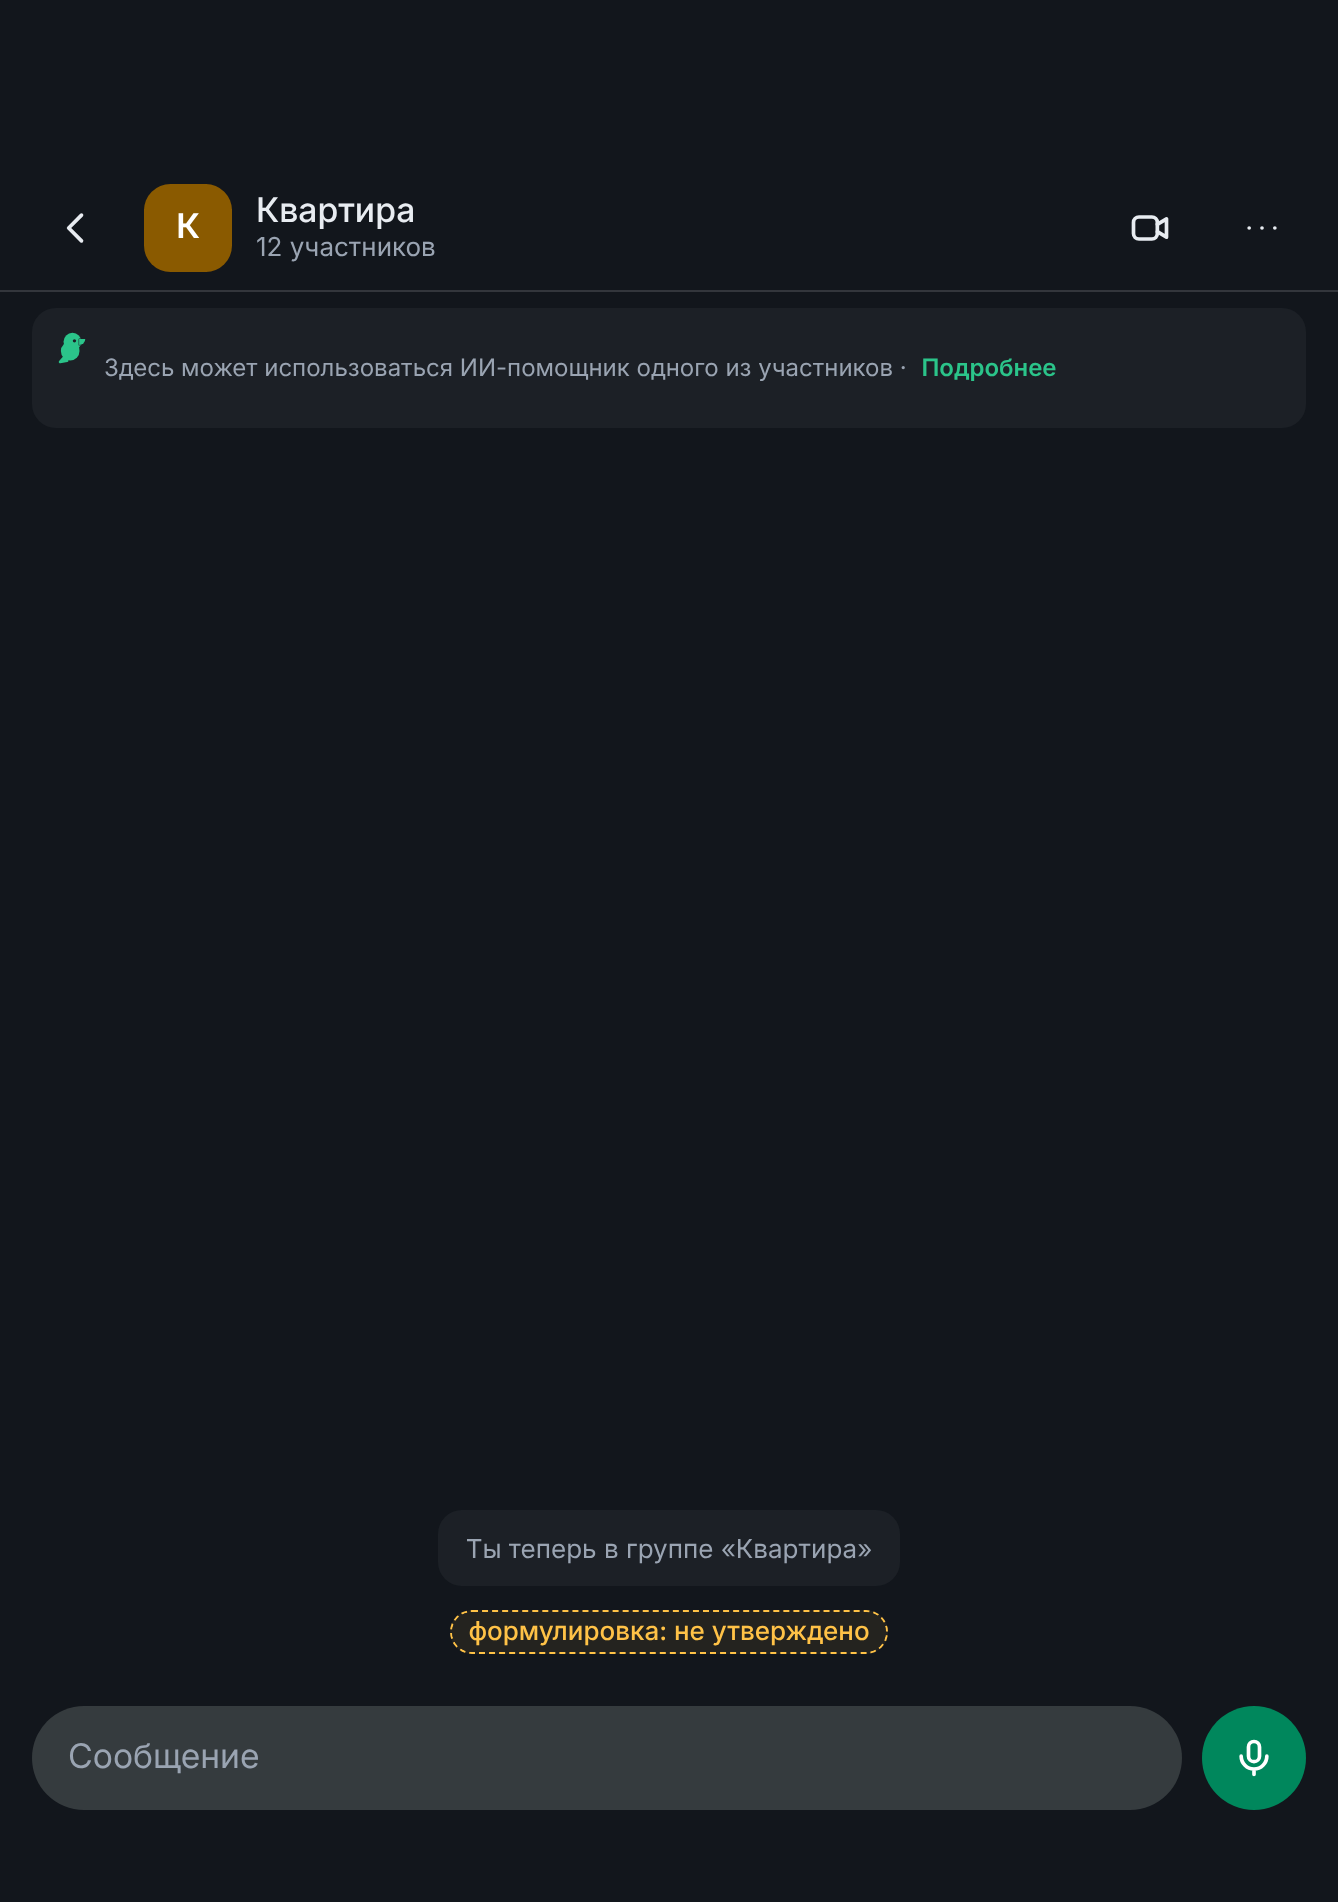 К
Квартира
12 участников
Здесь может использоваться ИИ-помощник одного из участников · Подробнее
Ты теперь в группе «Квартира»
формулировка: не утверждено
Сообщение